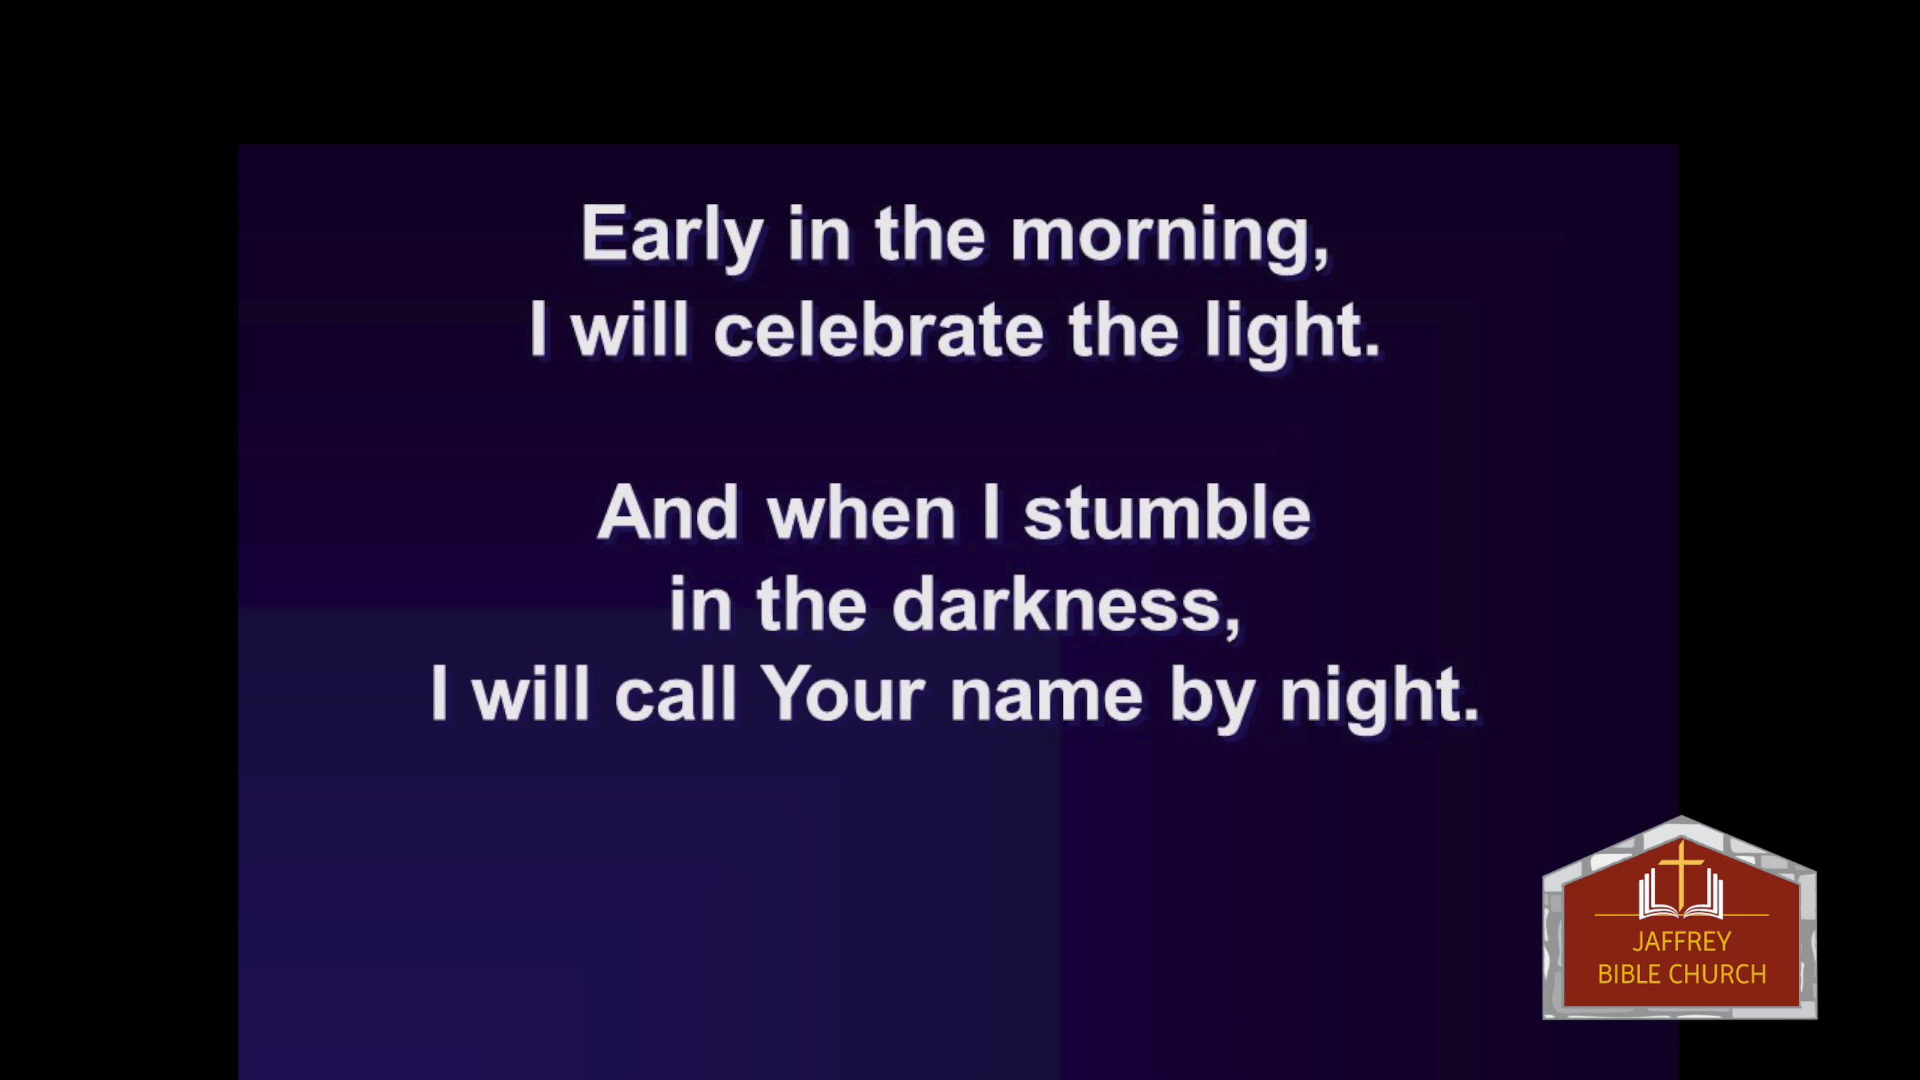 Early in the morning,
I will celebrate the light.
And when I stumble
in the darkness,
I will call Your name by night.
JAFFREY
BIBLE CHURCH